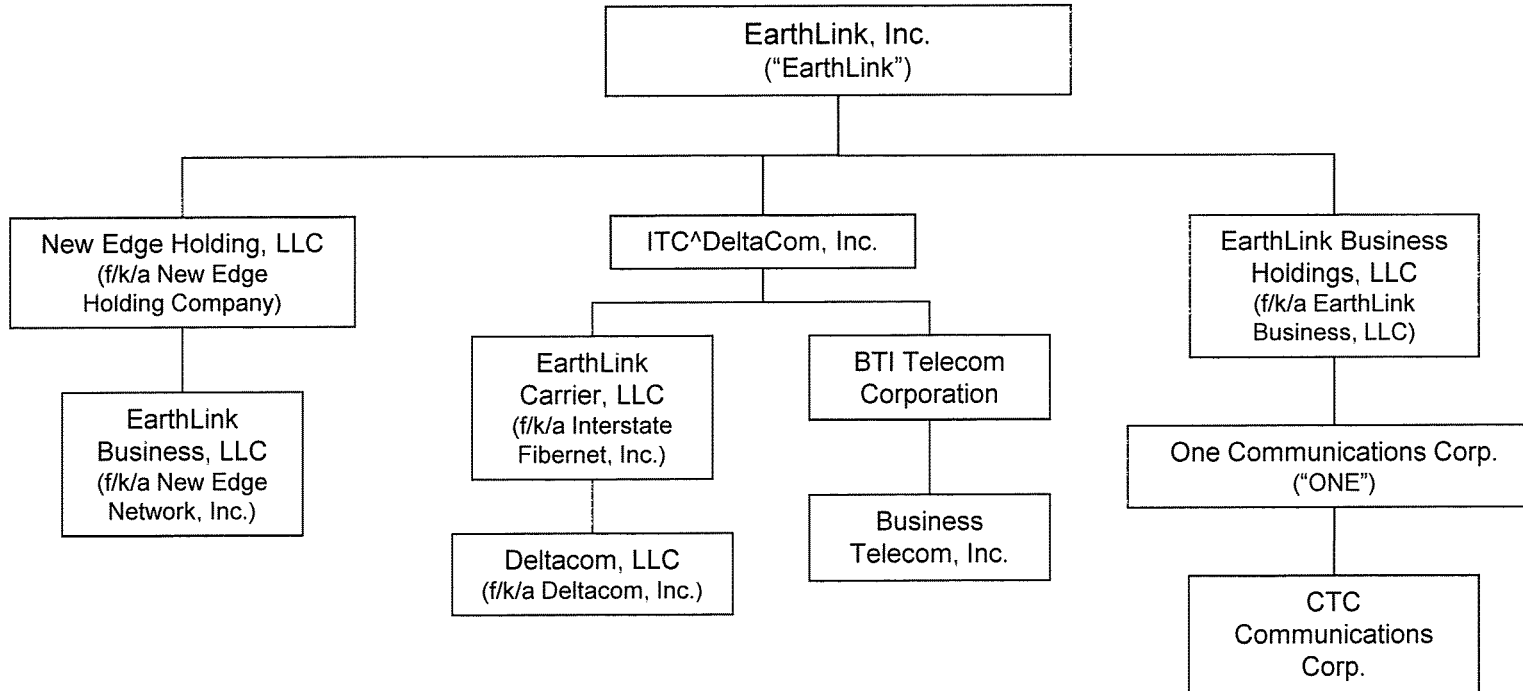 EarthLink, Inc.
(“EarthLink”)
New Edge Holding, LLC
(f/k/a New Edge
Holding Company)
ITC^DeltaCom, Inc.
EarthLink Business
Holdings, LLC
(f/k/a EarthLink
Business, LLC)
EarthLink
Business, LLC
(f/k/a New Edge
Network, Inc.)
EarthLink
Carrier, LLC
(f/k/a Interstate
Fibernet, Inc.)
BTI Telecom
Corporation
One Communications Corp.
(“ONE”)
Deltacom, LLC
(f/k/a Deltacom, Inc.)
Business
Telecom, Inc.
CTC
Communications
Corp.